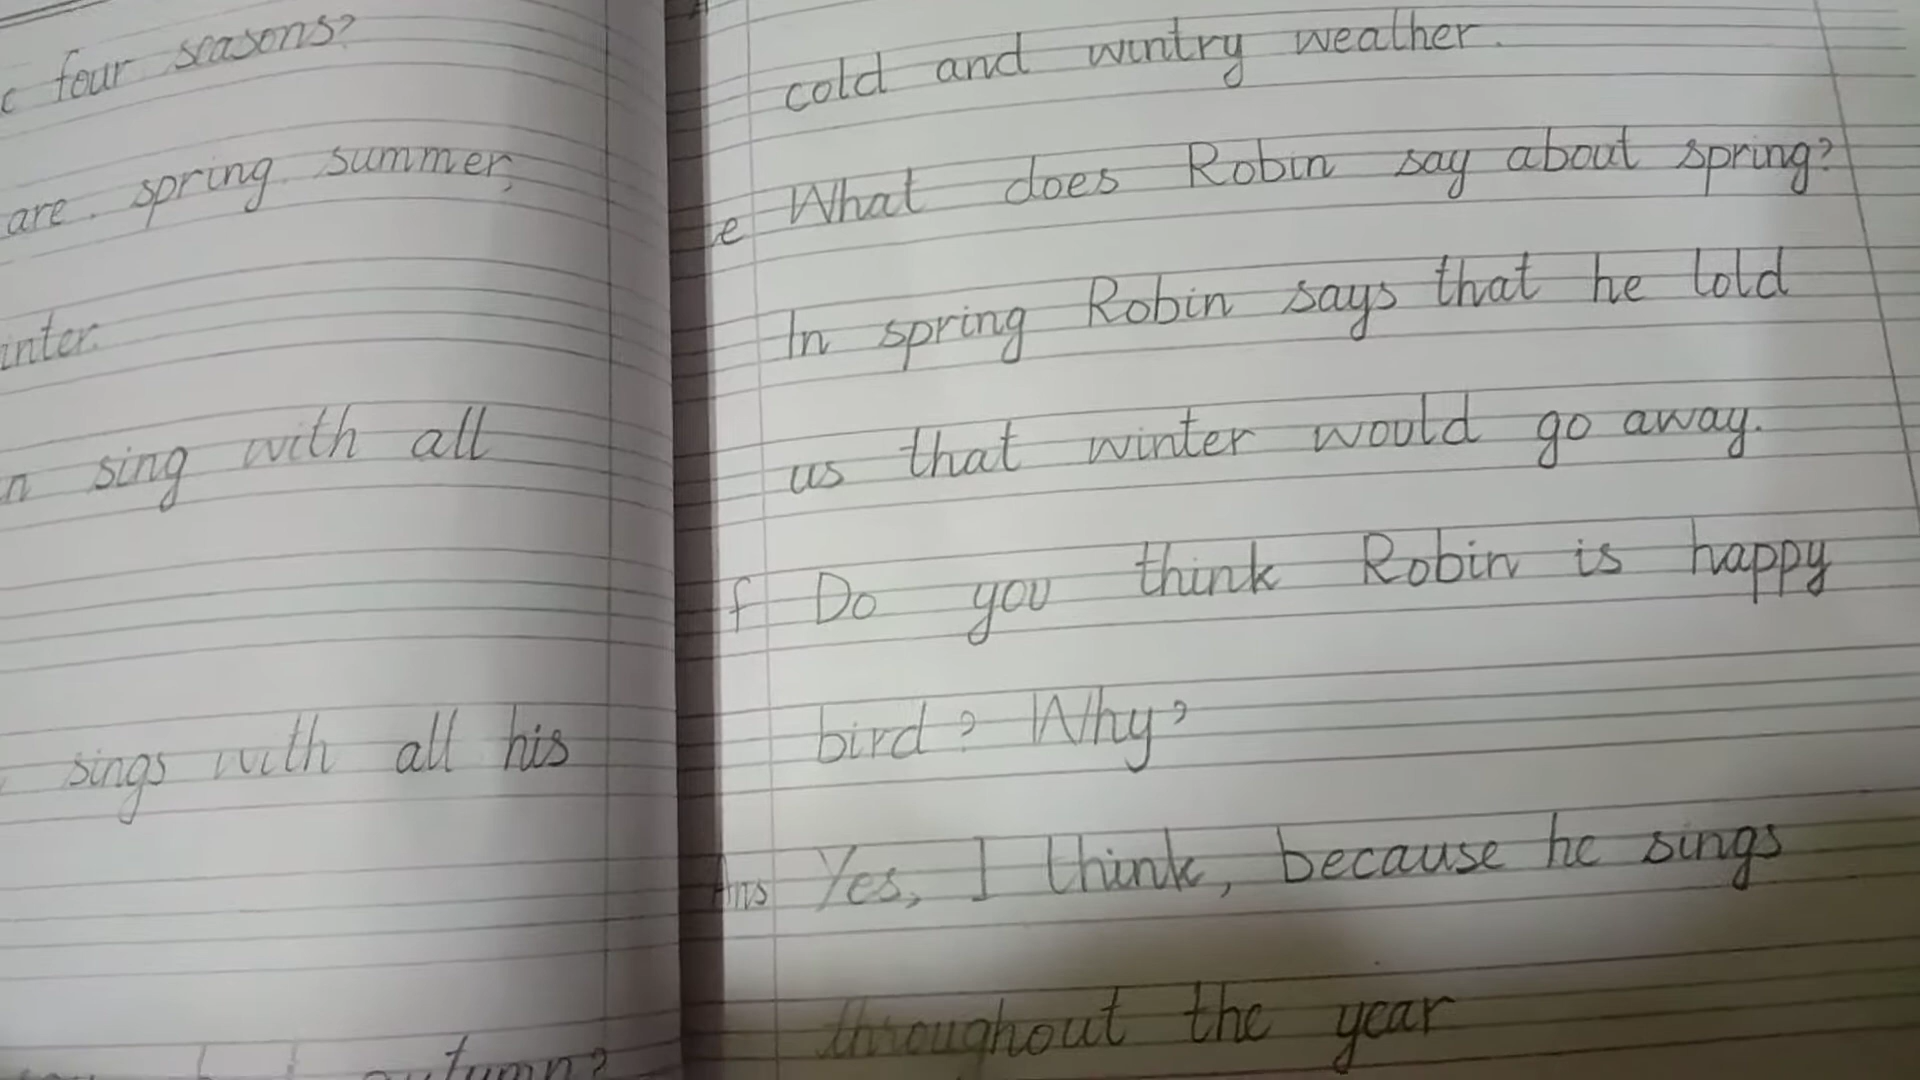 four seasons?
are spring summer,
inter.
n sing with all
sings with all his
autumn?
cold and wintry weather.
e What does Robin say about spring?
In spring Robin says that he told
us that winter would go away.
f Do you think Robin is happy
bird? Why?
Ans Yes, I think, because he sings
throughout the year